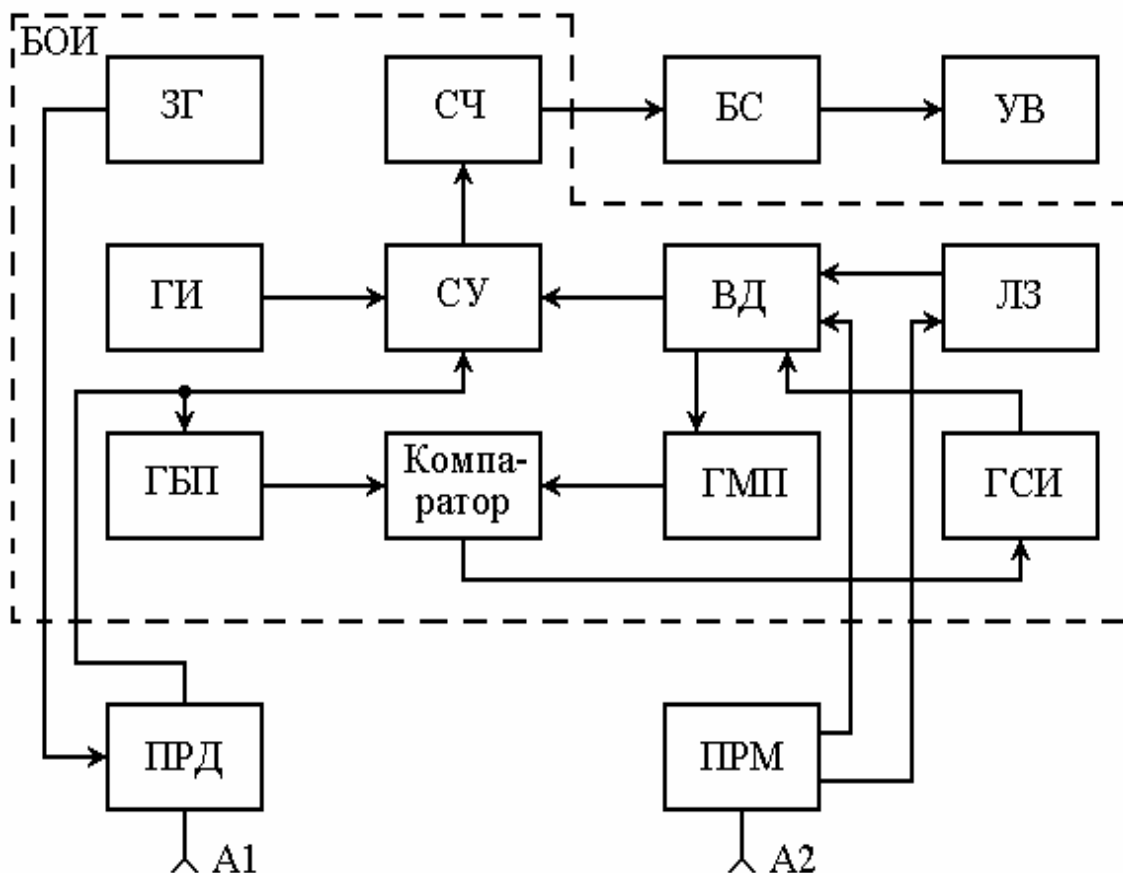 БОИ
ЗГ
СЧ
БС
УВ
ГИ
СУ
ВД
ЛЗ
ГБП
Компа-
ратор
ГМП
ГСИ
ПРД
ПРМ
А1
А2